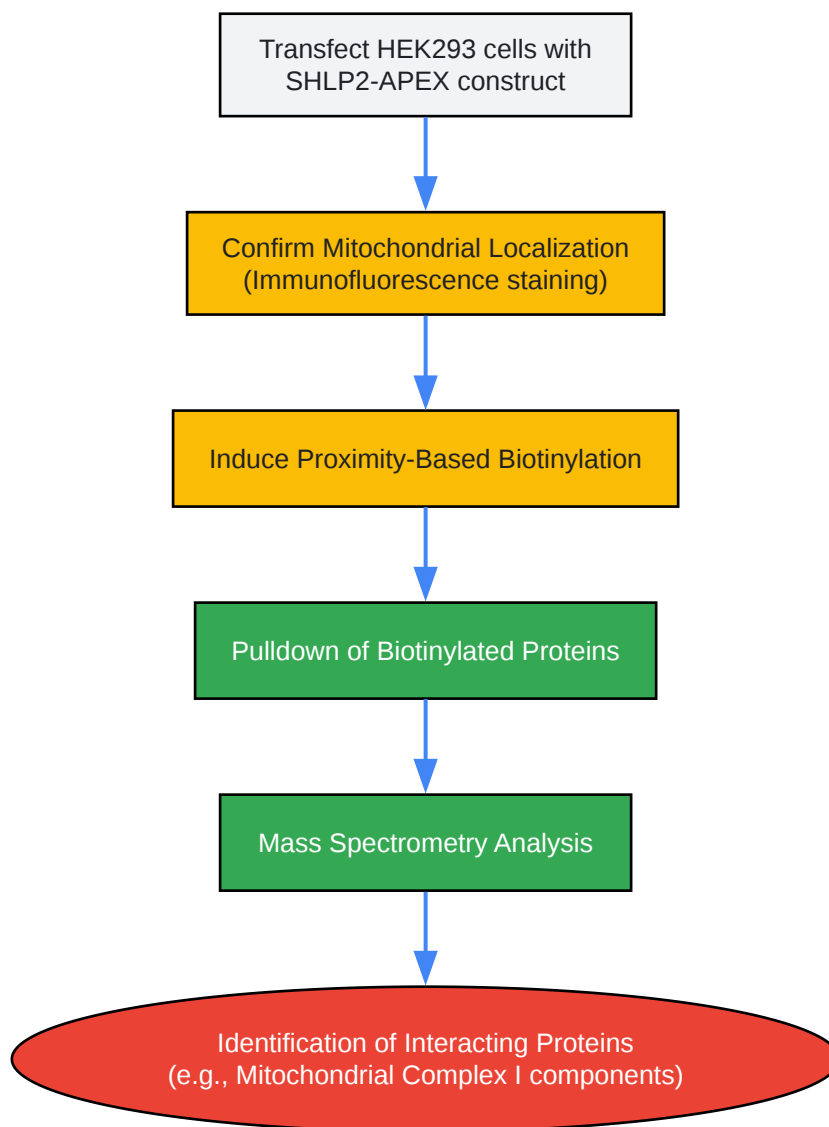 Transfect HEK293 cells with
SHLP2-APEX construct
Confirm Mitochondrial Localization
(Immunofluorescence staining)
Induce Proximity-Based Biotinylation
Pulldown of Biotinylated Proteins
Mass Spectrometry Analysis
Identification of Interacting Proteins
(e.g., Mitochondrial Complex I components)